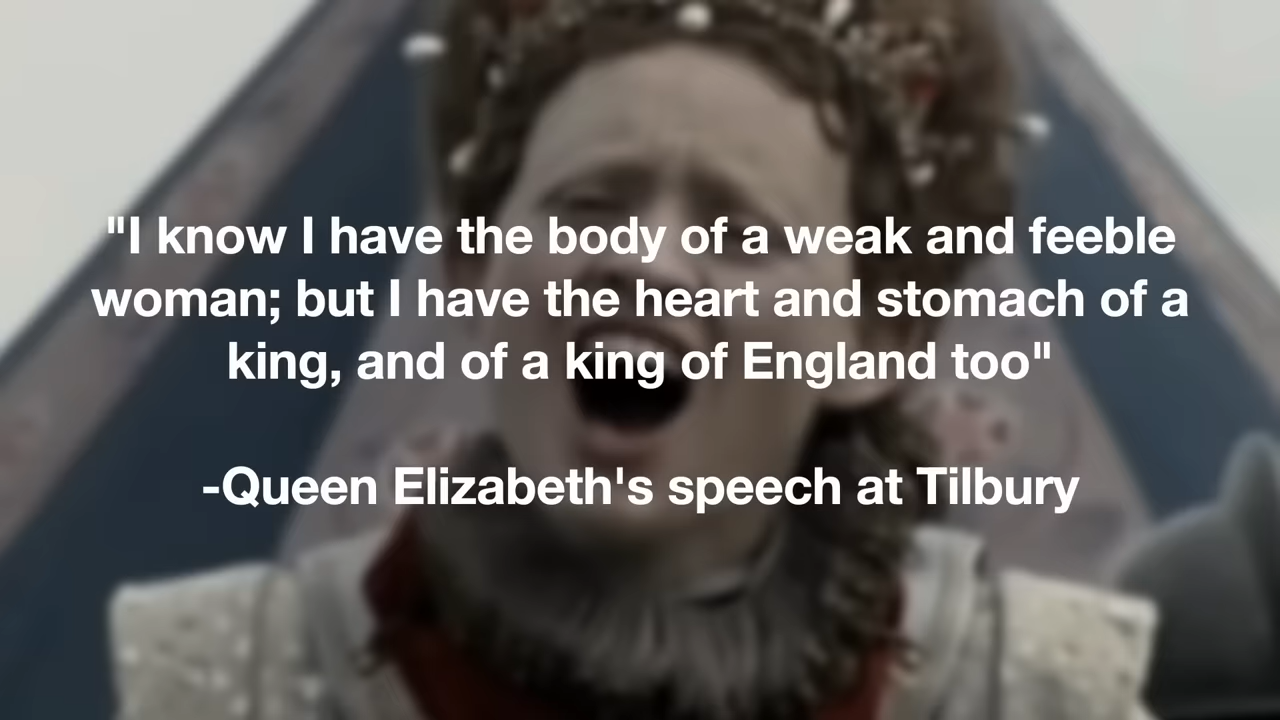 "I know I have the body of a weak and feeble
woman; but I have the heart and stomach of a
king, and of a king of England too"
-Queen Elizabeth's speech at Tilbury